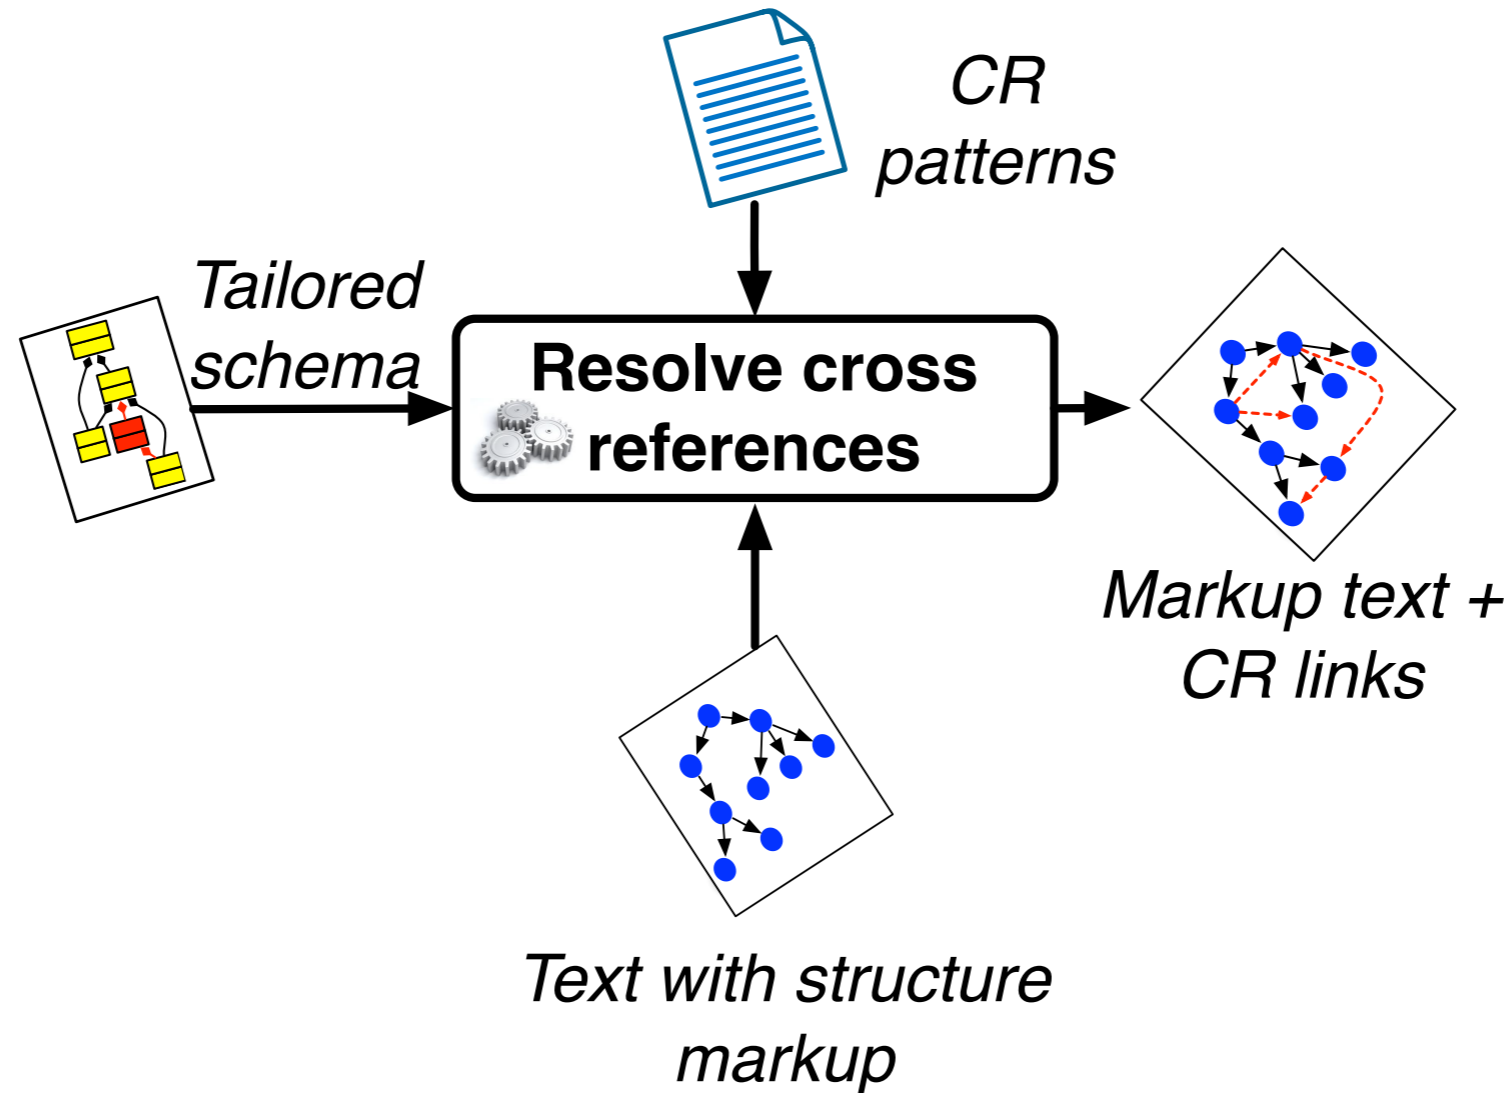 CR
patterns
Tailored
schema
Resolve cross
references
Markup text +
CR links
Text with structure
markup